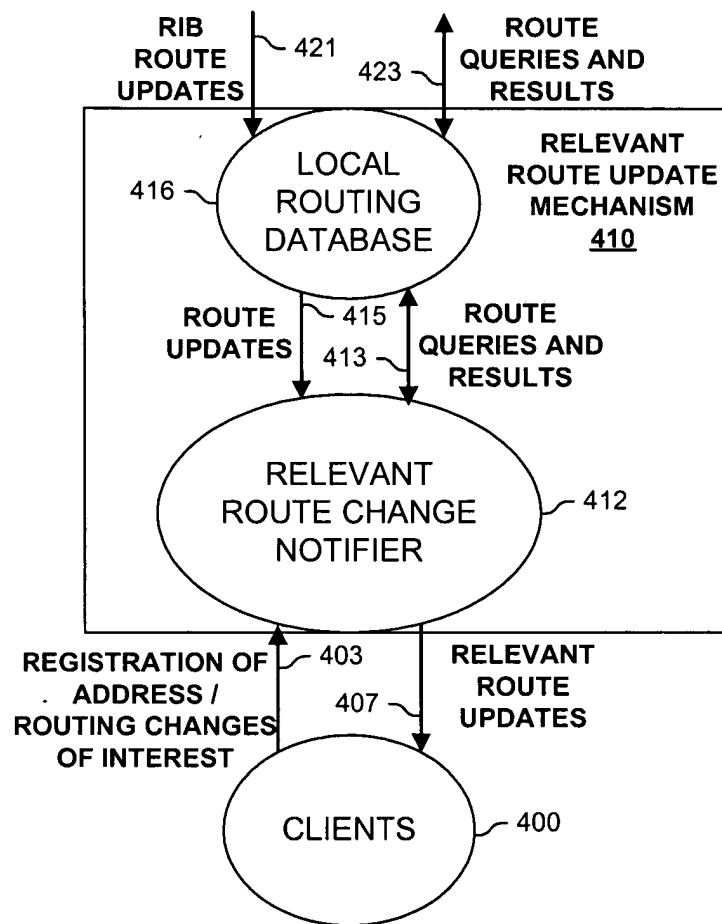 RIB
ROUTE
UPDATES
421
423
ROUTE
QUERIES AND
RESULTS
416
LOCAL
ROUTING
DATABASE
RELEVANT
ROUTE UPDATE
MECHANISM
410
ROUTE
UPDATES
415
413
ROUTE
QUERIES AND
RESULTS
RELEVANT
ROUTE CHANGE
NOTIFIER
412
REGISTRATION OF
ADDRESS /
ROUTING CHANGES
OF INTEREST
403
407
RELEVANT
ROUTE
UPDATES
CLIENTS
400